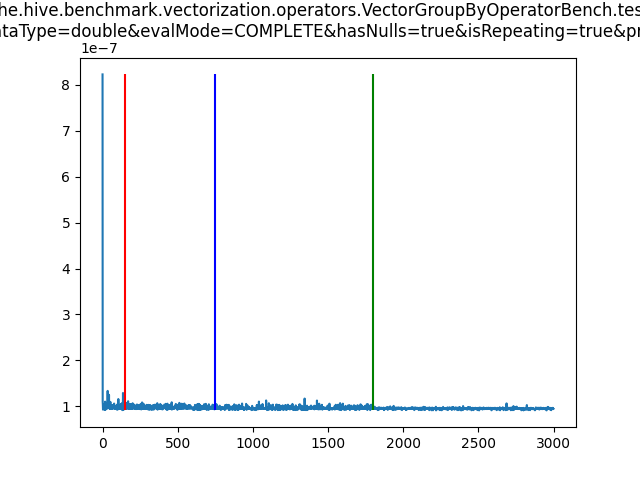 he.hive.benchmark.vectorization.operators.VectorGroupByOperatorBench.tes
taType=double&evalMode=COMPLETE&hasNulls=true&isRepeating=true&pr
1e−7
8
7
6
5
4
3
2
1
0 500 1000 1500 2000 2500 3000